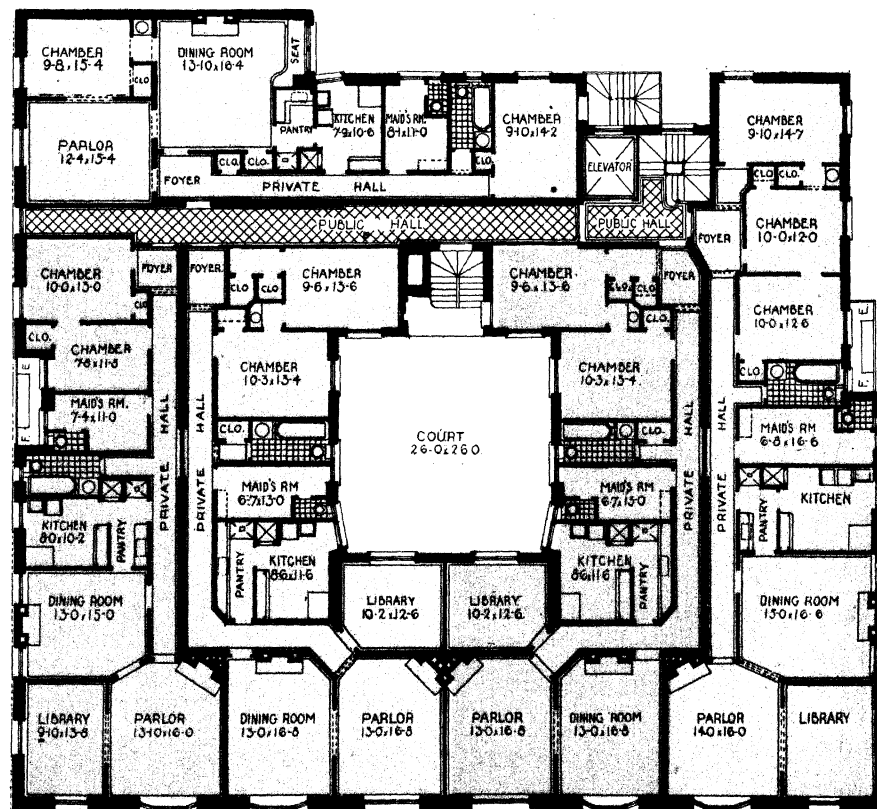 CHAMBER
9-8 x 15-4
CLO.
DINING ROOM
13-10 x 16-4
SEAT
PARLOR
12-4 x 15-4
PANTRY
KITCHEN
7-9 x 10-6
MAID'S RM.
8-1 x 11-0
CHAMBER
9-10 x 14-2
CLO.
ELEVATOR
CHAMBER
9-10 x 14-7
FOYER
CLO.
CLO.
PRIVATE HALL
CLO.
CLO.
PUBLIC HALL
PUBLIC HALL
FOYER
CHAMBER
10-0 x 12-0
CHAMBER
10-0 x 13-0
FOYER
FOYER
CLO.
CLO.
CHAMBER
9-6 x 13-6
CHAMBER
9-6 x 13-6
CLO.
CLO.
FOYER
CLO.
CLO.
CHAMBER
7-8 x 11-8
F. E.
CHAMBER
10-3 x 13-4
CLO.
CHAMBER
10-3 x 13-4
CLO.
CHAMBER
10-0 x 12-6
CLO.
F. E.
MAID'S RM.
7-4 x 11-0
PRIVATE HALL
PRIVATE HALL
CLO.
COURT
26-0 x 26-0
CLO.
PRIVATE HALL
PRIVATE HALL
MAID'S RM
6-8 x 16-6
MAID'S RM
6-7 x 13-0
MAID'S RM
6-7 x 13-0
KITCHEN
8-0 x 10-2
PANTRY
PANTRY
KITCHEN
8-6 x 11-6
KITCHEN
8-6 x 11-6
PANTRY
PANTRY
KITCHEN
DINING ROOM
13-0 x 15-0
LIBRARY
10-2 x 12-6
LIBRARY
10-2 x 12-6
DINING ROOM
13-0 x 16-6
LIBRARY
PARLOR
13-10 x 16-0
DINING ROOM
13-0 x 16-8
PARLOR
13-0 x 16-8
PARLOR
13-0 x 16-8
DINING ROOM
13-0 x 16-8
PARLOR
14-0 x 16-0
LIBRARY